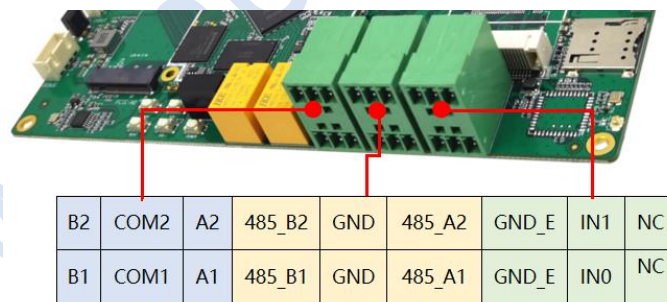 B2 COM2 A2 485_B2 GND 485_A2 GND_E IN1 NC
B1 COM1 A1 485_B1 GND 485_A1 GND_E IN0 NC